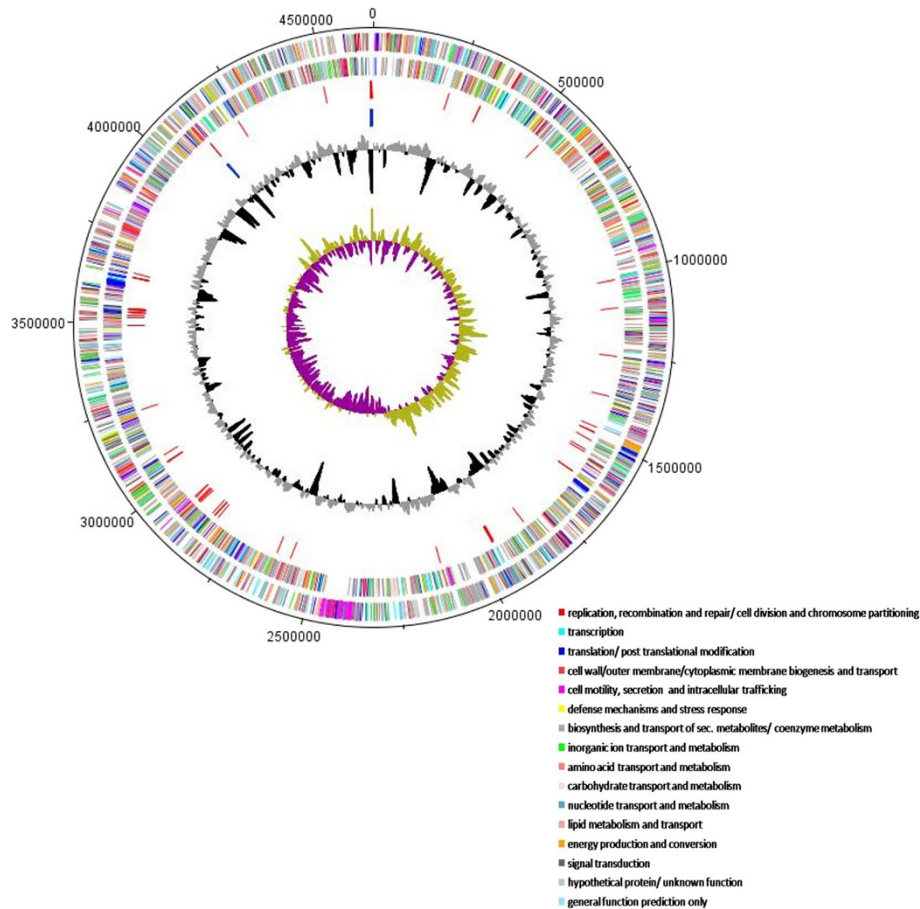 0
4500000
500000
4000000
1000000
3500000
1500000
3000000
2000000
2500000
replication, recombination and repair/ cell division and chromosome partitioning
transcription
translation/ post translational modification
cell wall/outer membrane/cytoplasmic membrane biogenesis and transport
cell motility, secretion and intracellular trafficking
defense mechanisms and stress response
biosynthesis and transport of sec. metabolites/ coenzyme metabolism
inorganic ion transport and metabolism
amino acid transport and metabolism
carbohydrate transport and metabolism
nucleotide transport and metabolism
lipid metabolism and transport
energy production and conversion
signal transduction
hypothetical protein/ unknown function
general function prediction only